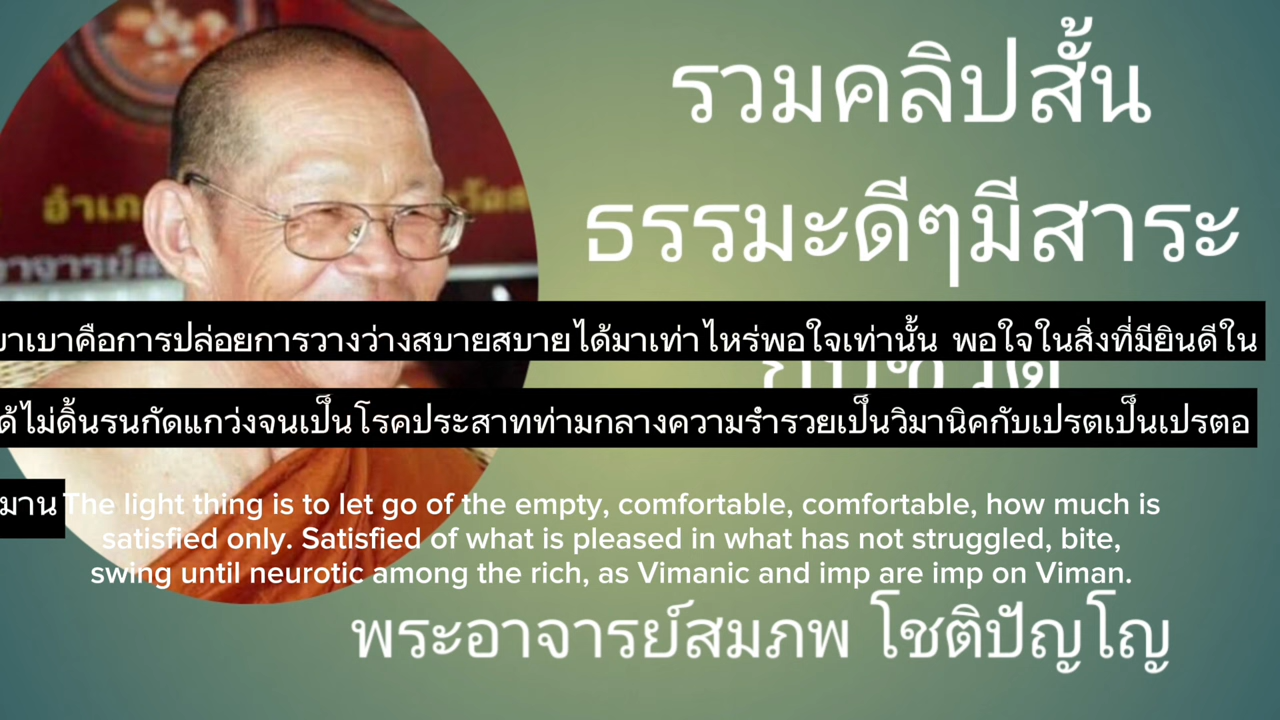 รวมคลิปสั้น
ธรรมะดีๆมีสาระ
อำเภ
าเบาคือการปล่อยการวางว่างสบายสบายได้มาเท่าไหร่พอใจเท่านั้น พอใจในสิ่งที่มียินดีใน
ด้ไม่ดิ้นรนกัดแกว่งจนเป็นโรคประสาทท่ามกลางความร่ำรวยเป็นวิมานิคกับเปรตเป็นเปรตอ
มาน The light thing is to let go of the empty, comfortable, comfortable, how much is
satisfied only. Satisfied of what is pleased in what has not struggled, bite,
swing until neurotic among the rich, as Vimanic and imp are imp on Viman.
พระอาจารย์สมภพ โชติปัญโญ